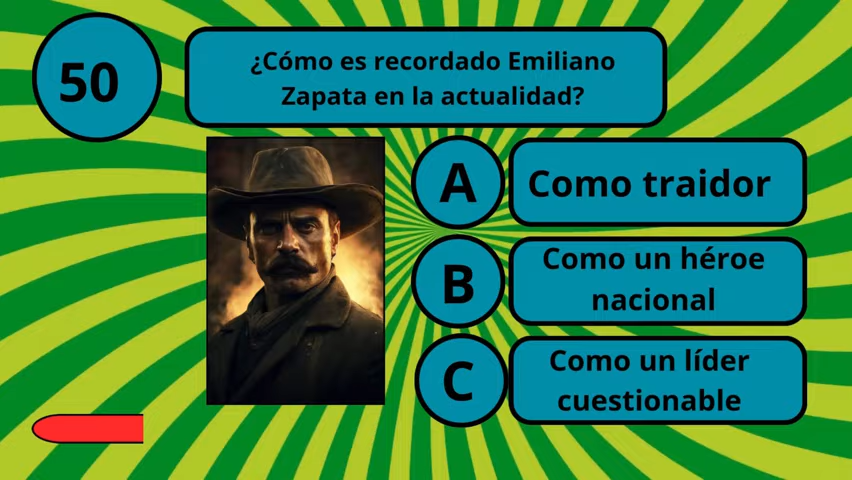 50
¿Cómo es recordado Emiliano
Zapata en la actualidad?
A
Como traidor
B
Como un héroe
nacional
C
Como un líder
cuestionable